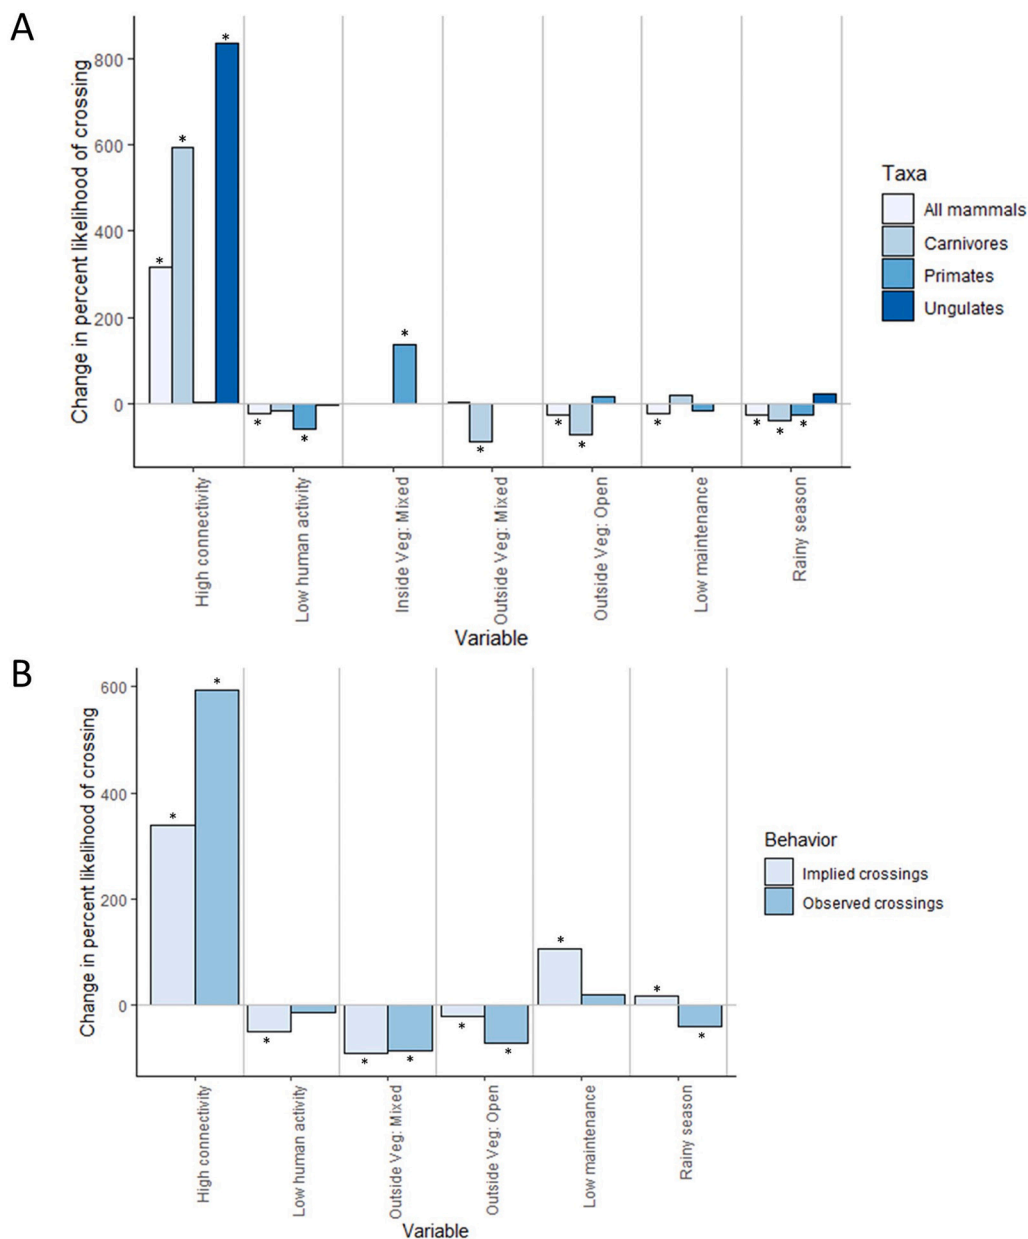 A
Change in percent likelihood of crossing
800
600
400
200
0
*
*
*
*
*
*
*
*
*
*
*
*
*
High connectivity
Low human activity
Inside Veg: Mixed
Outside Veg: Mixed
Outside Veg: Open
Low maintenance
Rainy season
Variable
Taxa
All mammals
Carnivores
Primates
Ungulates
B
Change in percent likelihood of crossing
600
400
200
0
*
*
*
*
*
*
*
*
*
*
High connectivity
Low human activity
Outside Veg: Mixed
Outside Veg: Open
Low maintenance
Rainy season
Variable
Behavior
Implied crossings
Observed crossings